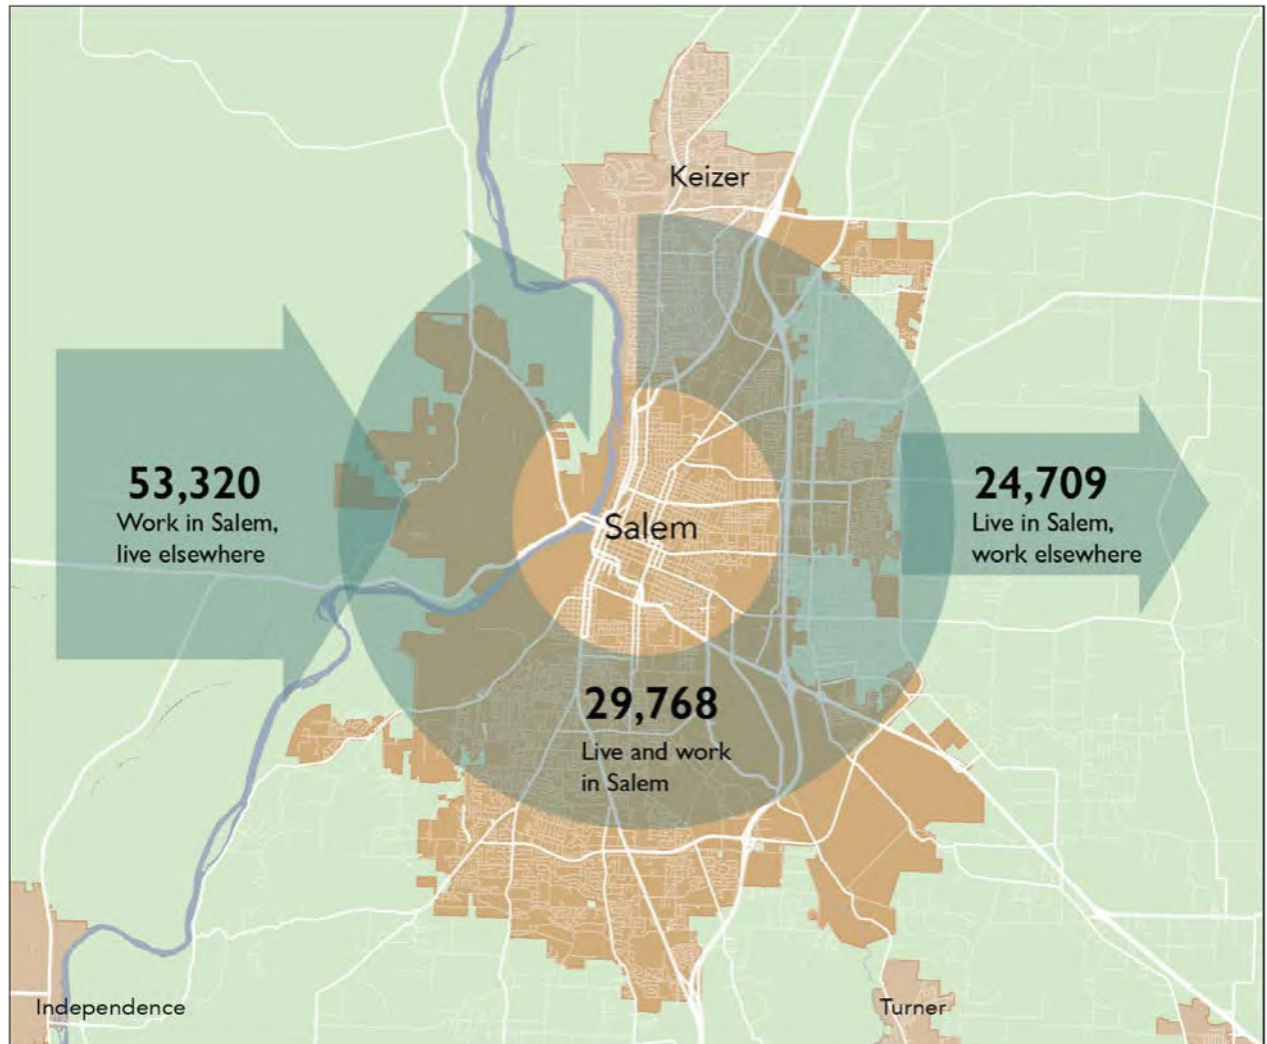 Keizer
53,320
Work in Salem,
live elsewhere
Salem
24,709
Live in Salem,
work elsewhere
29,768
Live and work
in Salem
Independence
Turner